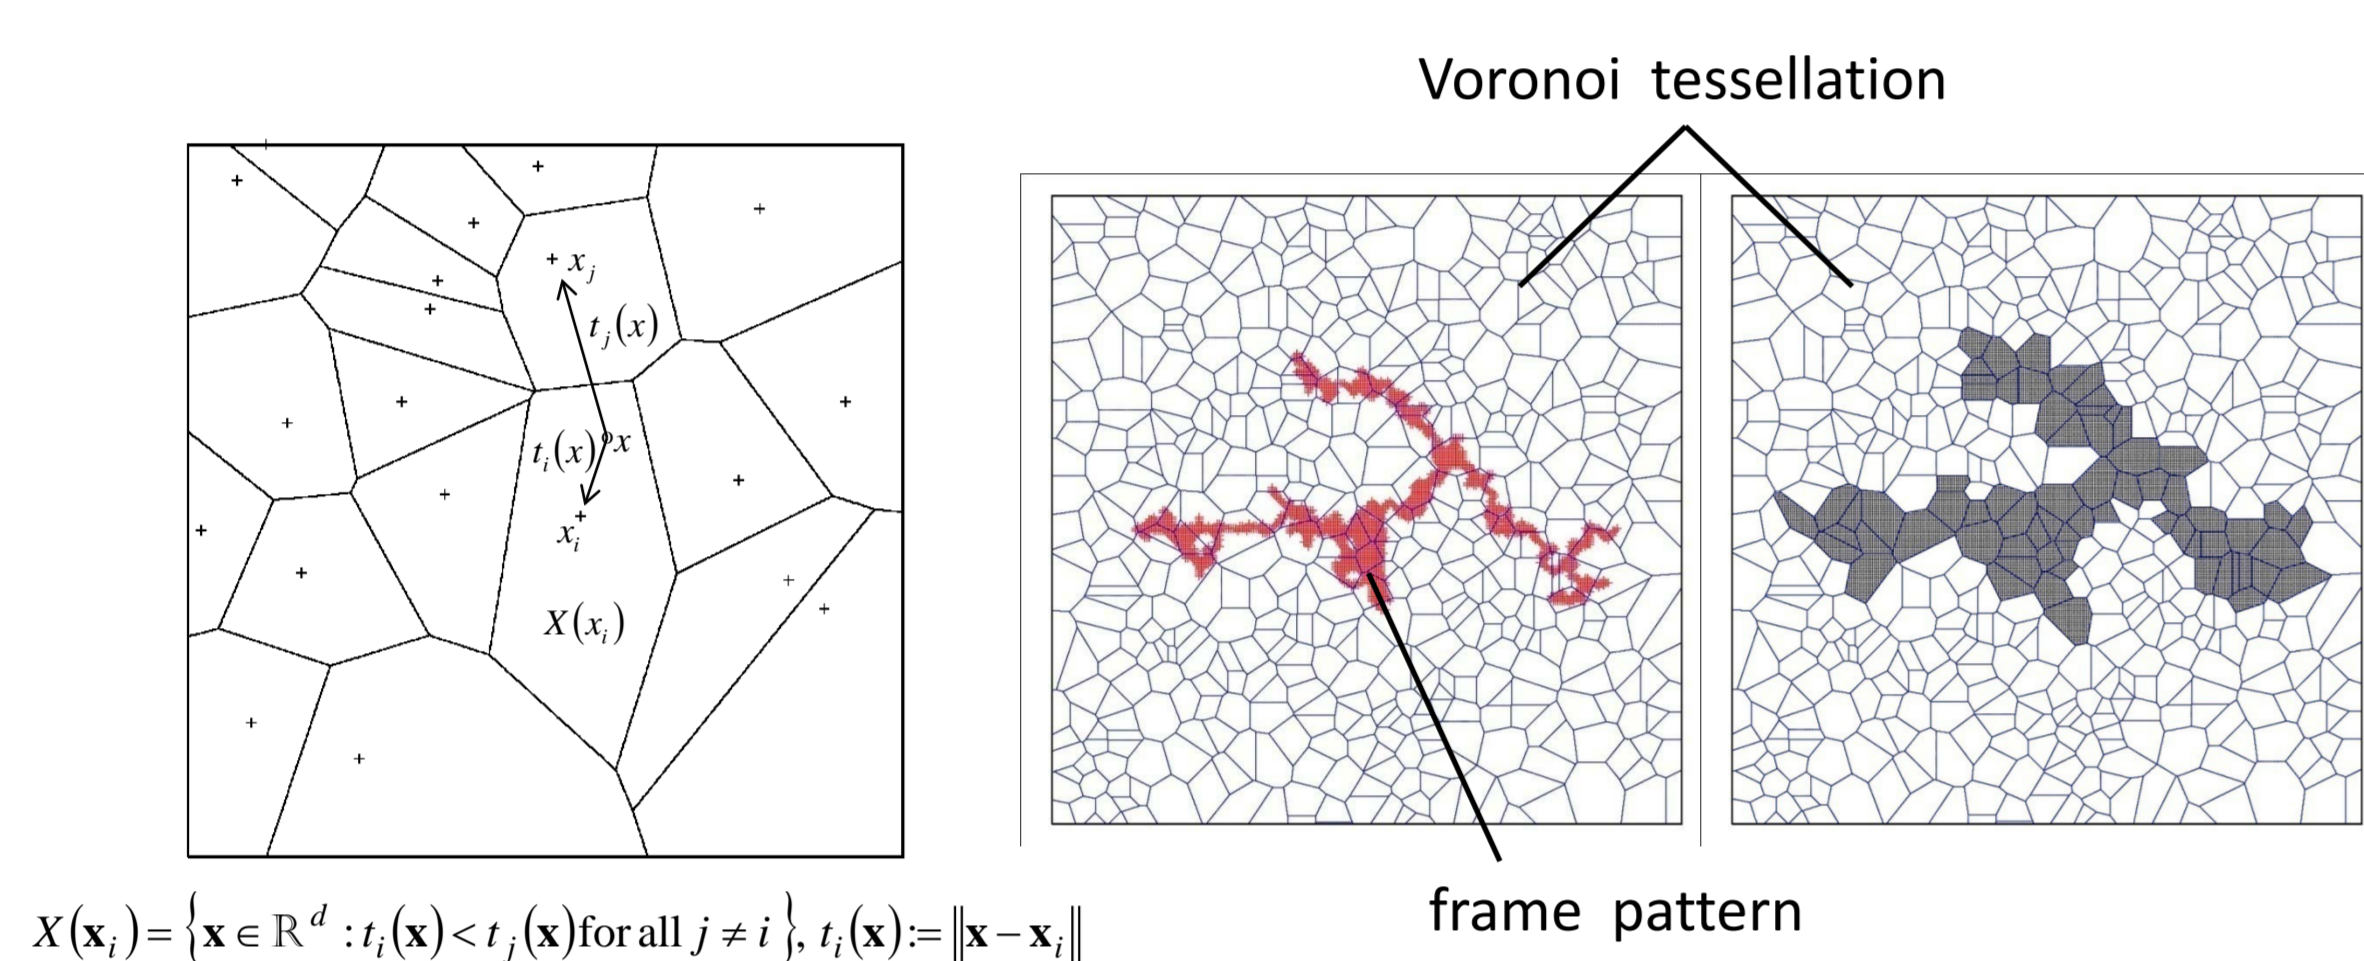 Voronoi tessellation
x_j
t_j(x)
t_i(x) x
x_i
X(x_i)
frame pattern
X(x_i) = {x ∈ ℝ^d : t_i(x) < t_j(x) for all j ≠ i}, t_i(x) := ‖x − x_i‖